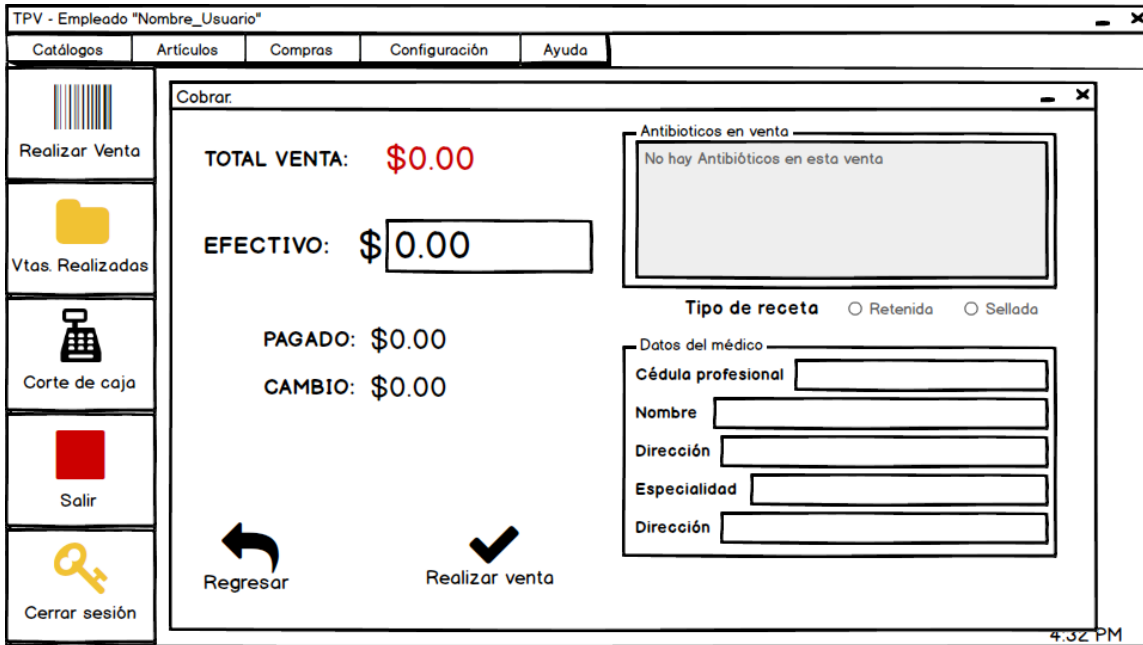 TPV - Empleado "Nombre_Usuario"
Catálogos Artículos Compras Configuración Ayuda
Realizar Venta
Vtas. Realizadas
Corte de caja
Salir
Cerrar sesión
Cobrar.
TOTAL VENTA: $0.00
EFECTIVO: $ 0.00
PAGADO: $0.00
CAMBIO: $0.00
Regresar
Realizar venta
Antibioticos en venta
No hay Antibióticos en esta venta
Tipo de receta Retenida Sellada
Datos del médico
Cédula profesional
Nombre
Dirección
Especialidad
Dirección
4:32 PM